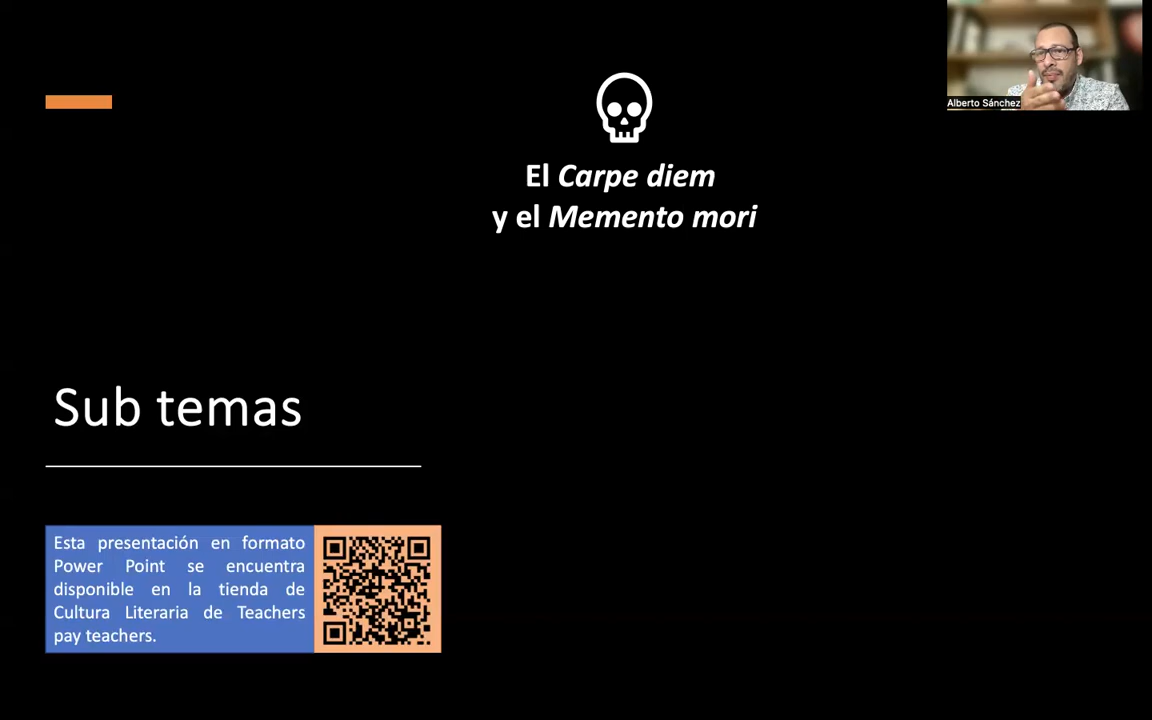 Alberto Sánchez
El Carpe diem
y el Memento mori
Sub temas
Esta presentación en formato
Power Point se encuentra
disponible en la tienda de
Cultura Literaria de Teachers
pay teachers.